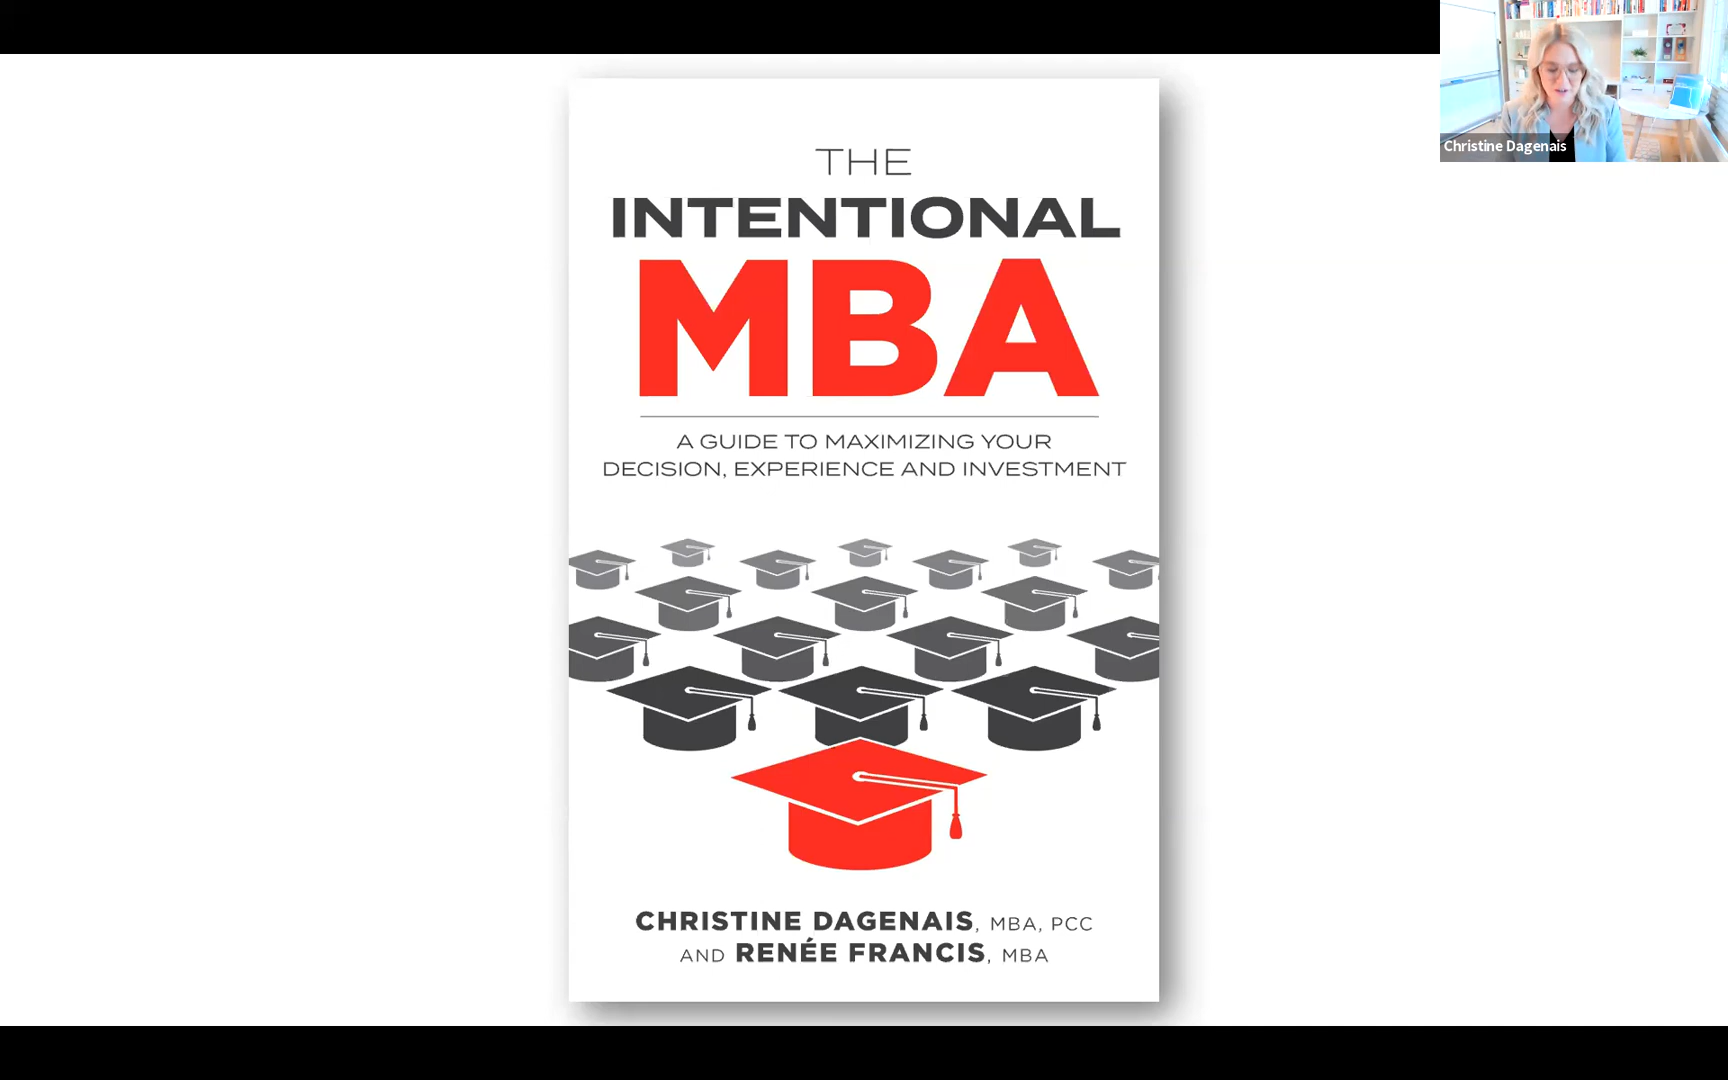 THE
INTENTIONAL
MBA
A GUIDE TO MAXIMIZING YOUR
DECISION, EXPERIENCE AND INVESTMENT
CHRISTINE DAGENAIS, MBA, PCC
AND RENÉE FRANCIS, MBA
Christine Dagenais